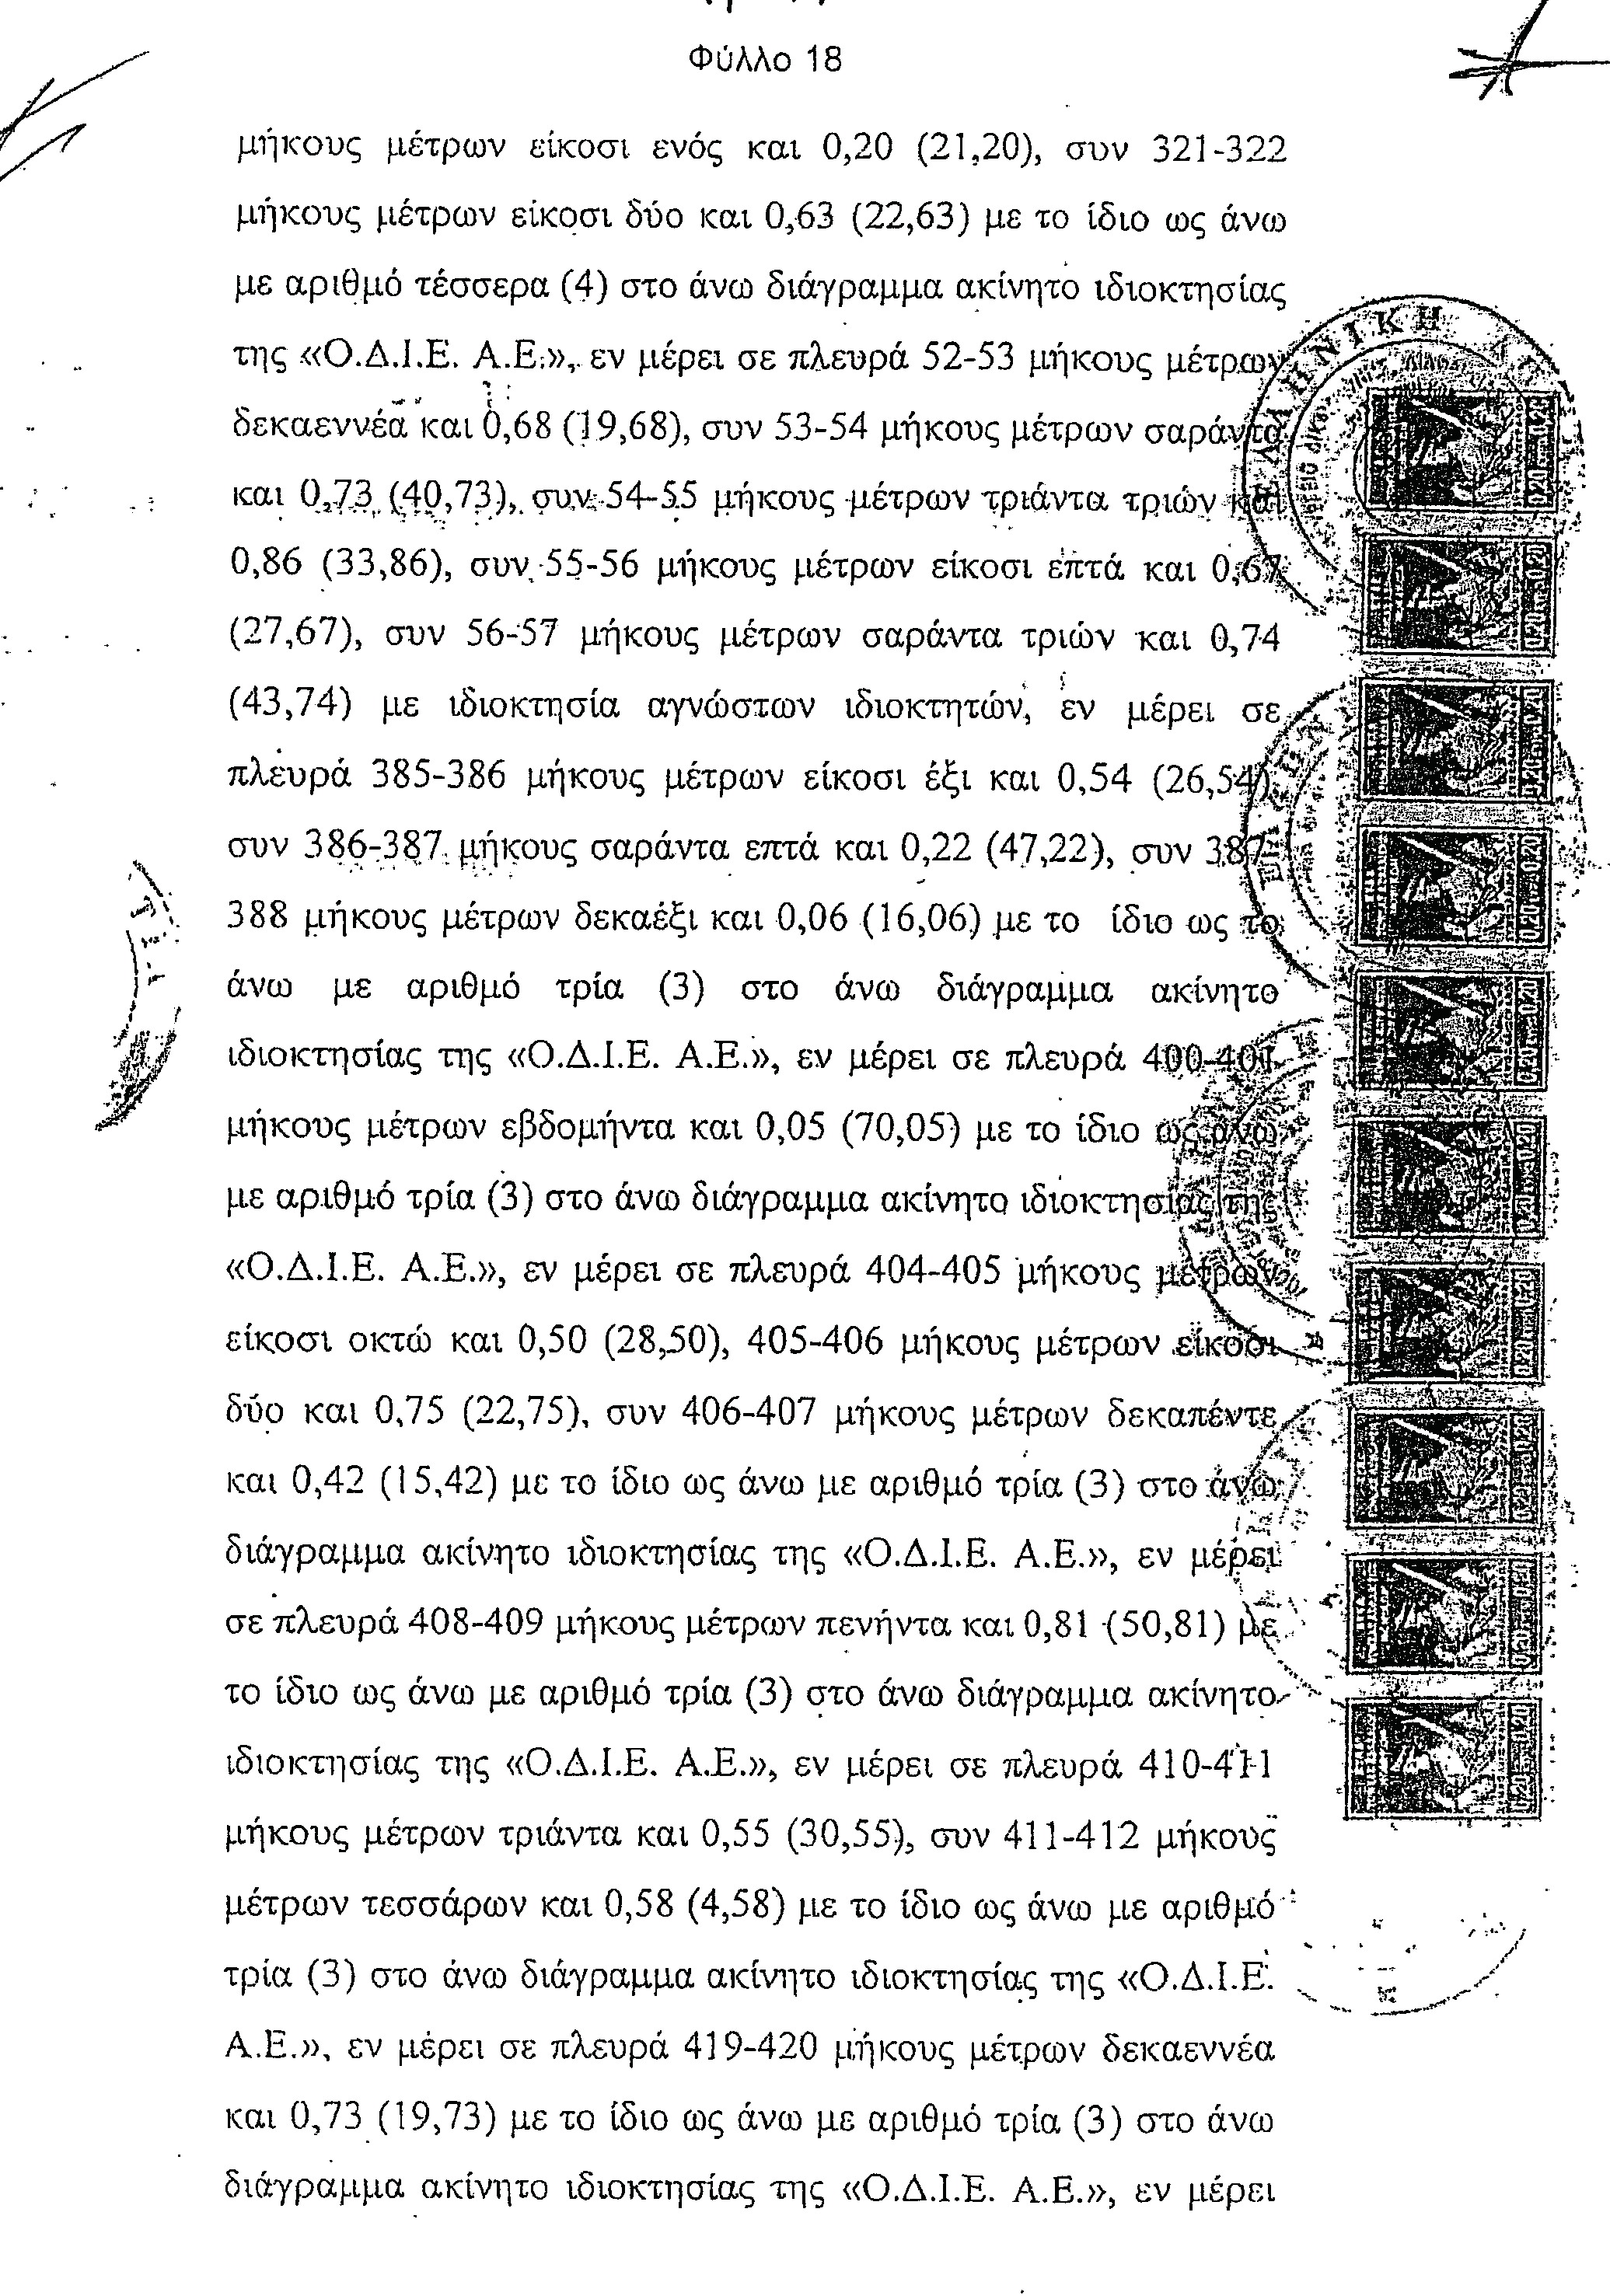 Φύλλο 18
μήκους μέτρων είκοσι ενός και 0,20 (21,20), συν 321-322
μήκους μέτρων είκοσι δύο και 0,63 (22,63) με το ίδιο ως άνω
με αριθμό τέσσερα (4) στο άνω διάγραμμα ακίνητο ιδιοκτησίας
της «Ο.Δ.Ι.Ε. Α.Ε.», εν μέρει σε πλευρά 52-53 μήκους μέτρων
δεκαεννέα και 0,68 (19,68), συν 53-54 μήκους μέτρων σαράντα
και 0,73 (40,73), συν 54-55 μήκους μέτρων τριάντα τριών και
0,86 (33,86), συν 55-56 μήκους μέτρων είκοσι επτά και 0,67
(27,67), συν 56-57 μήκους μέτρων σαράντα τριών και 0,74
(43,74) με ιδιοκτησία αγνώστων ιδιοκτητών, εν μέρει σε
πλευρά 385-386 μήκους μέτρων είκοσι έξι και 0,54 (26,54),
συν 386-387 μήκους σαράντα επτά και 0,22 (47,22), συν 387-
388 μήκους μέτρων δεκαέξι και 0,06 (16,06) με το ίδιο ως το
άνω με αριθμό τρία (3) στο άνω διάγραμμα ακίνητο
ιδιοκτησίας της «Ο.Δ.Ι.Ε. Α.Ε.», εν μέρει σε πλευρά 400-401
μήκους μέτρων εβδομήντα και 0,05 (70,05) με το ίδιο ως άνω
με αριθμό τρία (3) στο άνω διάγραμμα ακίνητο ιδιοκτησίας της
«Ο.Δ.Ι.Ε. Α.Ε.», εν μέρει σε πλευρά 404-405 μήκους μέτρων
είκοσι οκτώ και 0,50 (28,50), 405-406 μήκους μέτρων είκοσι
δύο και 0,75 (22,75), συν 406-407 μήκους μέτρων δεκαπέντε
και 0,42 (15,42) με το ίδιο ως άνω με αριθμό τρία (3) στο άνω
διάγραμμα ακίνητο ιδιοκτησίας της «Ο.Δ.Ι.Ε. Α.Ε.», εν μέρει
σε πλευρά 408-409 μήκους μέτρων πενήντα και 0,81 (50,81) με
το ίδιο ως άνω με αριθμό τρία (3) στο άνω διάγραμμα ακίνητο
ιδιοκτησίας της «Ο.Δ.Ι.Ε. Α.Ε.», εν μέρει σε πλευρά 410-411
μήκους μέτρων τριάντα και 0,55 (30,55), συν 411-412 μήκους
μέτρων τεσσάρων και 0,58 (4,58) με το ίδιο ως άνω με αριθμό
τρία (3) στο άνω διάγραμμα ακίνητο ιδιοκτησίας της «Ο.Δ.Ι.Ε.
Α.Ε.», εν μέρει σε πλευρά 419-420 μήκους μέτρων δεκαεννέα
και 0,73 (19,73) με το ίδιο ως άνω με αριθμό τρία (3) στο άνω
διάγραμμα ακίνητο ιδιοκτησίας της «Ο.Δ.Ι.Ε. Α.Ε.», εν μέρει